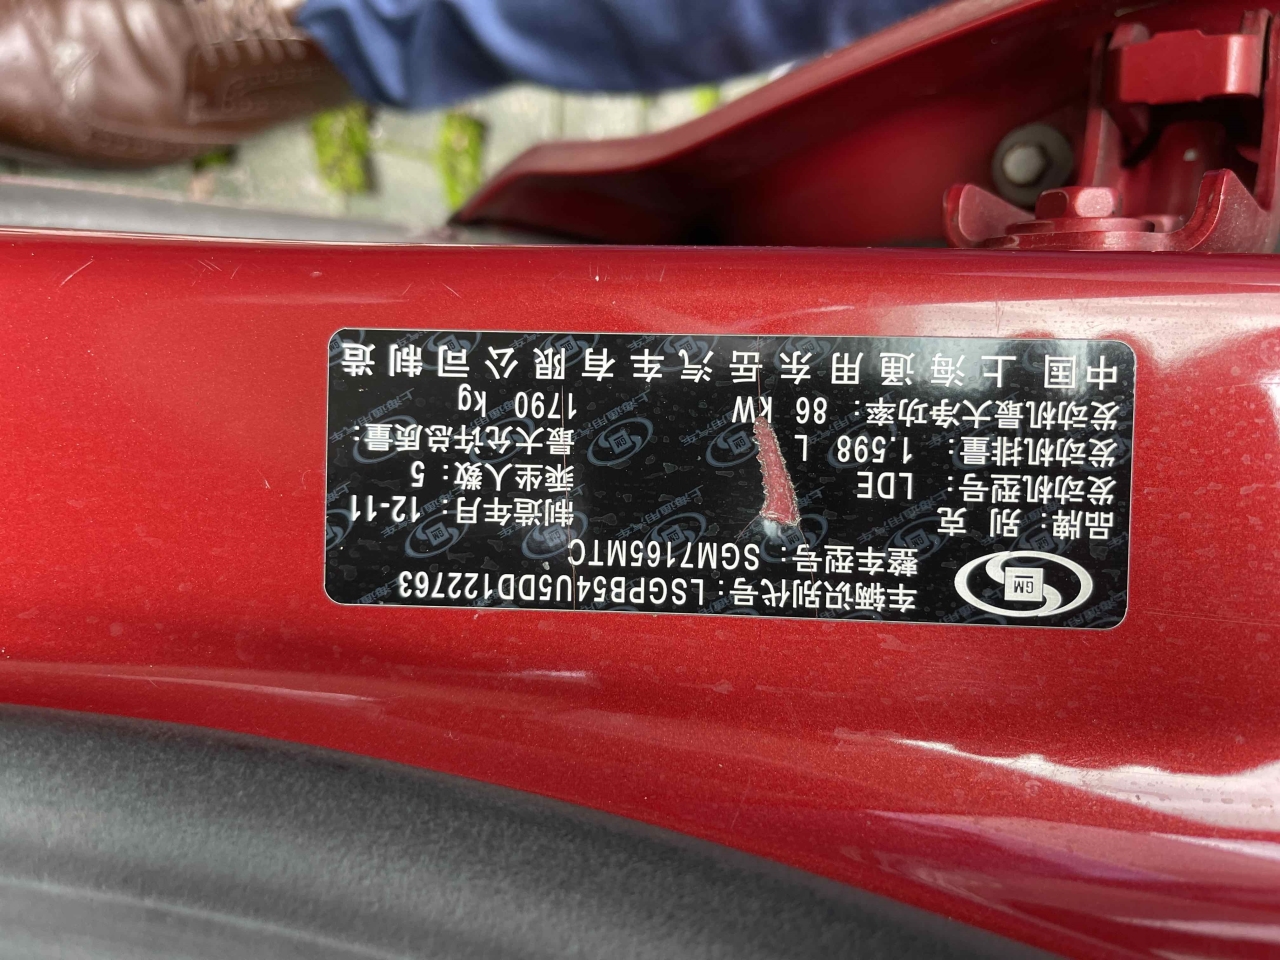 车辆识别代号: LSGPB54U5DD122763
整车型号: SGM7165MTC
GM
品牌: 别 克 制造年月: 12-11
发动机型号: LDE 乘坐人数: 5
发动机排量: 1.598 L 最大允许总质量:
发动机最大净功率: 86 kW 1790 kg
中国 上海通用东岳汽车有限公司制造